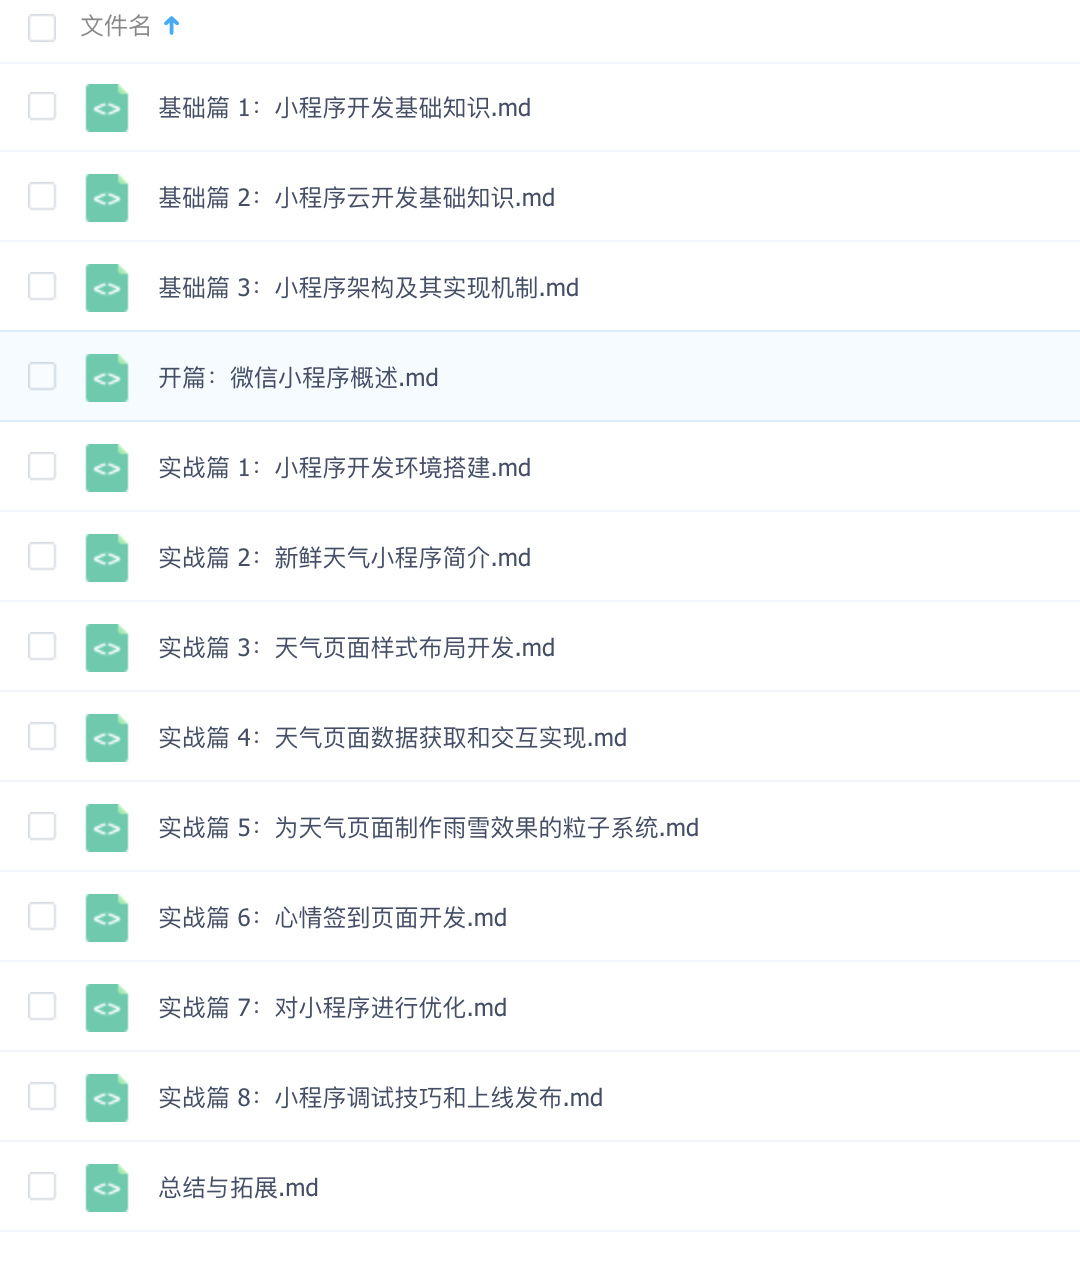 文件名
基础篇 1：小程序开发基础知识.md
基础篇 2：小程序云开发基础知识.md
基础篇 3：小程序架构及其实现机制.md
开篇：微信小程序概述.md
实战篇 1：小程序开发环境搭建.md
实战篇 2：新鲜天气小程序简介.md
实战篇 3：天气页面样式布局开发.md
实战篇 4：天气页面数据获取和交互实现.md
实战篇 5：为天气页面制作雨雪效果的粒子系统.md
实战篇 6：心情签到页面开发.md
实战篇 7：对小程序进行优化.md
实战篇 8：小程序调试技巧和上线发布.md
总结与拓展.md